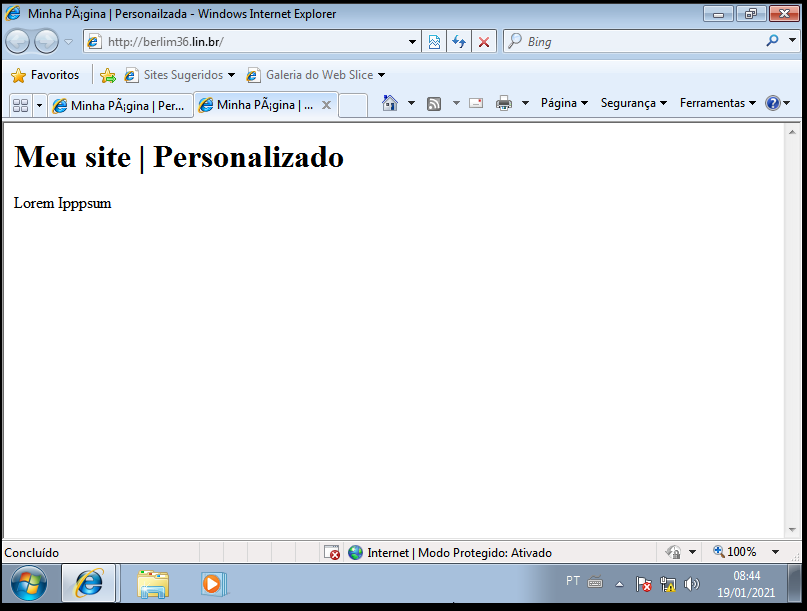 Minha PÃ¡gina | Personailzada - Windows Internet Explorer
http://berlim36.lin.br/
Bing
Favoritos
Sites Sugeridos
Galeria do Web Slice
Minha PÃ¡gina | Per...
Minha PÃ¡gina | ...
Página
Segurança
Ferramentas
Meu site | Personalizado
Lorem Ipppsum
Concluído
Internet | Modo Protegido: Ativado
100%
PT
08:44
19/01/2021